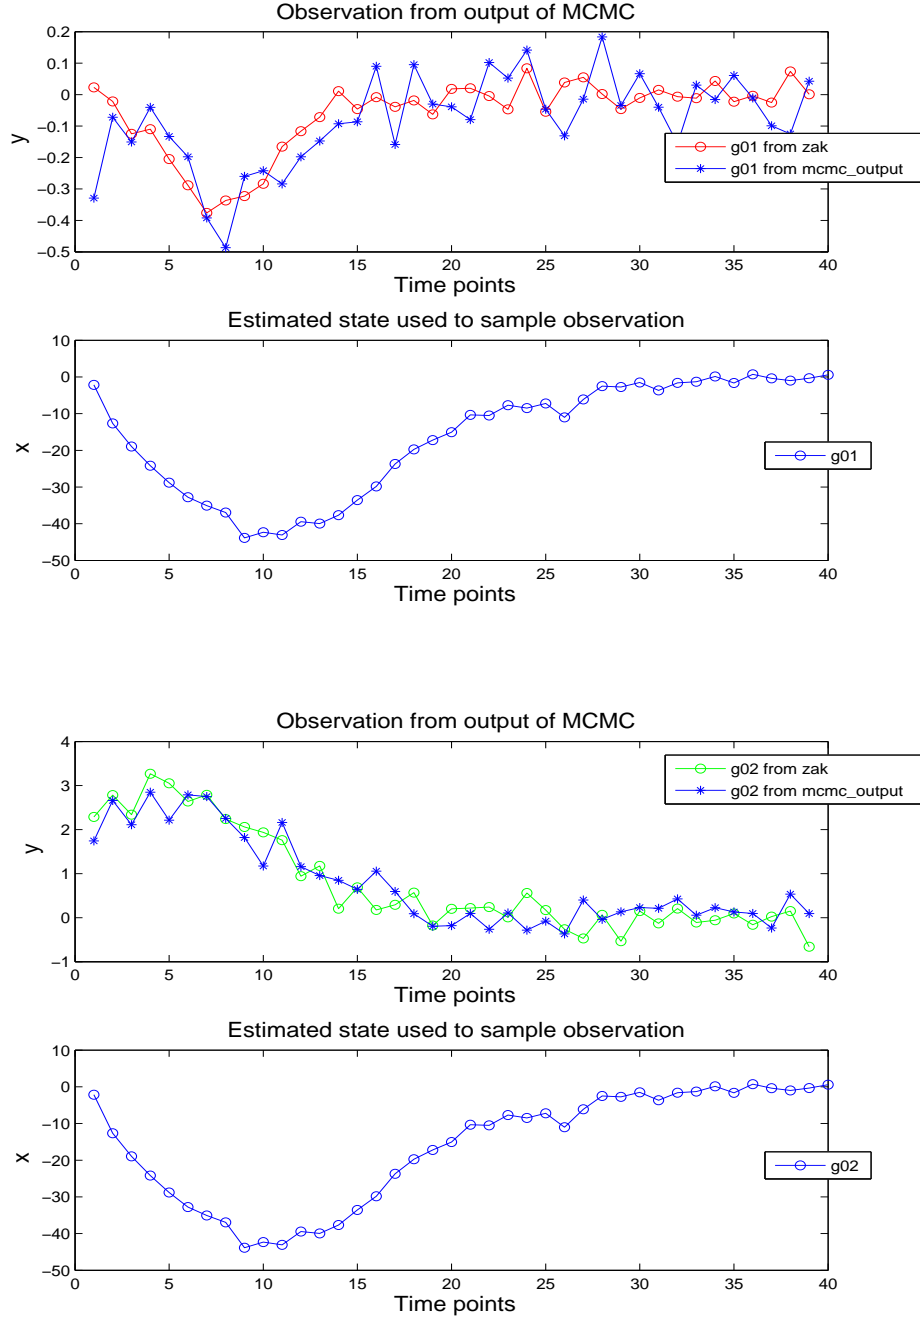 Observation from output of MCMC
0.2
0.1
0
−0.1
−0.2
−0.3
−0.4
−0.5
y
g01 from zak
g01 from mcmc_output
0 5 10 15 20 25 30 35 40
Time points
Estimated state used to sample observation
10
0
−10
−20
−30
−40
−50
x
g01
0 5 10 15 20 25 30 35 40
Time points
Observation from output of MCMC
4
3
2
1
0
−1
y
g02 from zak
g02 from mcmc_output
0 5 10 15 20 25 30 35 40
Time points
Estimated state used to sample observation
10
0
−10
−20
−30
−40
−50
x
g02
0 5 10 15 20 25 30 35 40
Time points